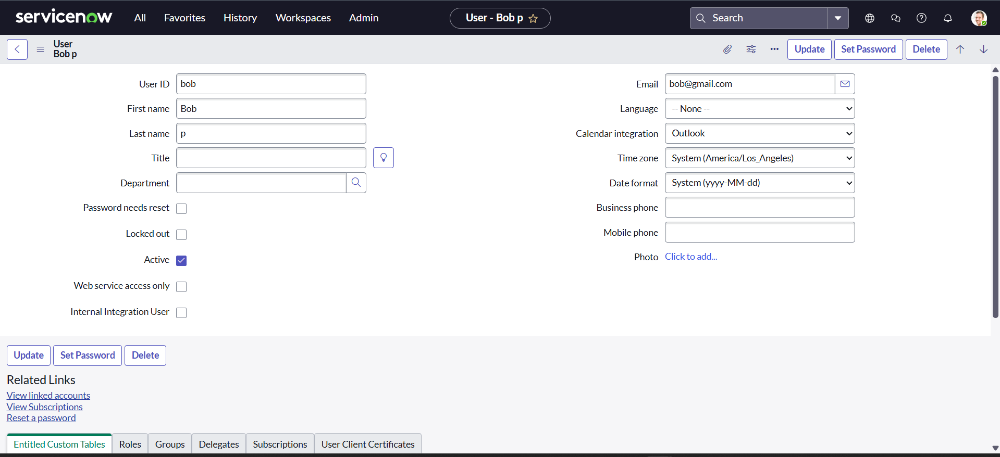 servicenow All Favorites History Workspaces Admin User - Bob p Search
User
Bob p
Update Set Password Delete
User ID bob
First name Bob
Last name p
Title
Department
Password needs reset
Locked out
Active
Web service access only
Internal Integration User
Email bob@gmail.com
Language -- None --
Calendar integration Outlook
Time zone System (America/Los_Angeles)
Date format System (yyyy-MM-dd)
Business phone
Mobile phone
Photo Click to add...
Update Set Password Delete
Related Links
View linked accounts
View Subscriptions
Reset a password
Entitled Custom Tables Roles Groups Delegates Subscriptions User Client Certificates